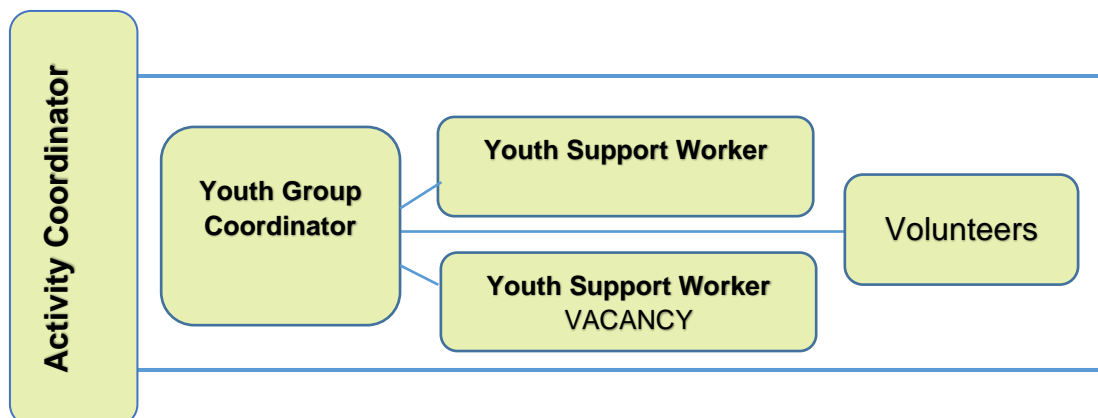 Activity Coordinator
Youth Group
Coordinator
Youth Support Worker
Youth Support Worker
VACANCY
Volunteers